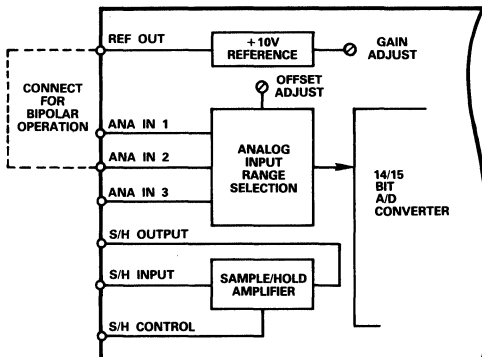 REF OUT
+10V
REFERENCE
GAIN
ADJUST
OFFSET
ADJUST
CONNECT
FOR
BIPOLAR
OPERATION
ANA IN 1
ANA IN 2
ANA IN 3
ANALOG
INPUT
RANGE
SELECTION
14/15
BIT
A/D
CONVERTER
S/H OUTPUT
S/H INPUT
SAMPLE/HOLD
AMPLIFIER
S/H CONTROL